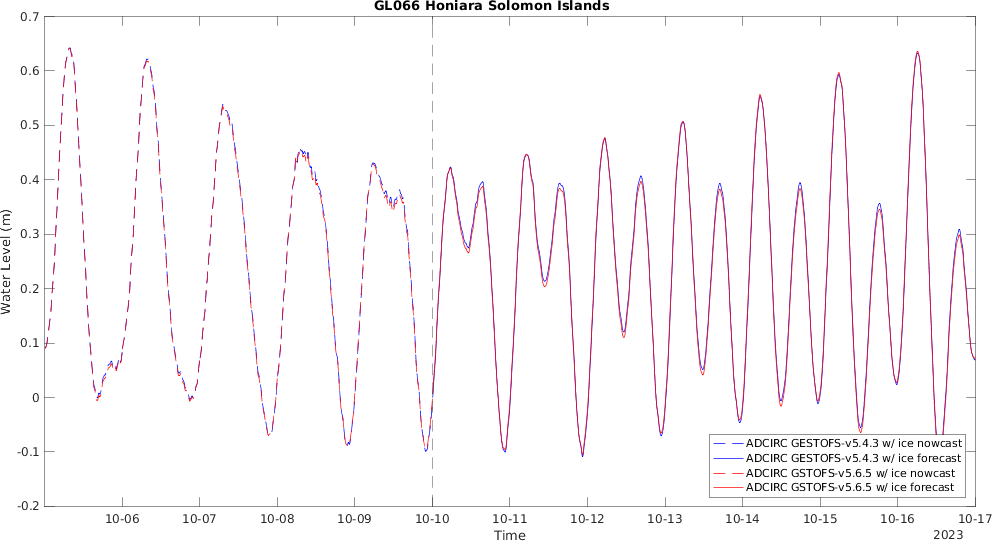 GL066 Honiara Solomon Islands
Water Level (m)
0.7
0.6
0.5
0.4
0.3
0.2
0.1
0
-0.1
-0.2
ADCIRC GESTOFS-v5.4.3 w/ ice nowcast
ADCIRC GESTOFS-v5.4.3 w/ ice forecast
ADCIRC GSTOFS-v5.6.5 w/ ice nowcast
ADCIRC GSTOFS-v5.6.5 w/ ice forecast
10-06 10-07 10-08 10-09 10-10 10-11 10-12 10-13 10-14 10-15 10-16 10-17
Time
2023